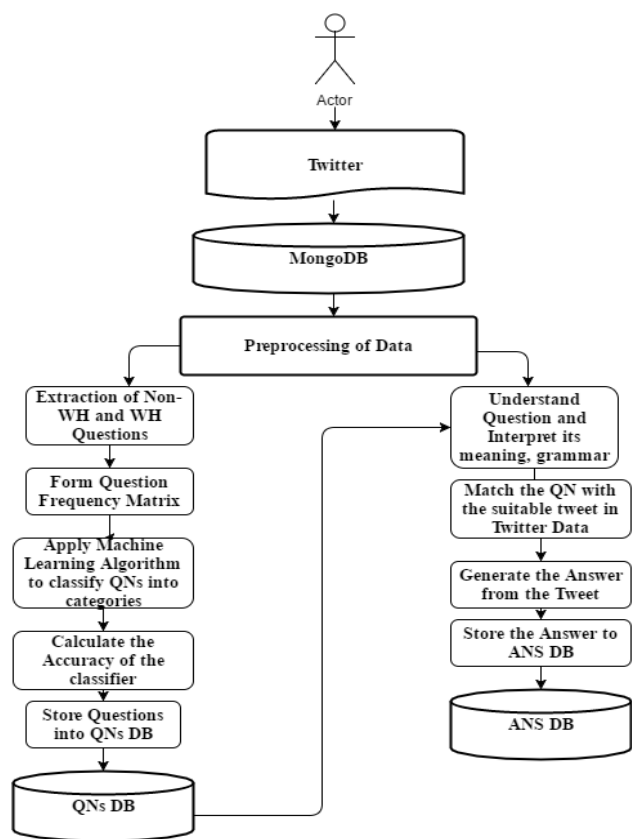 Actor
Twitter
MongoDB
Preprocessing of Data
Extraction of Non-
WH and WH
Questions
Form Question
Frequency Matrix
Apply Machine
Learning Algorithm
to classify QNs into
categories
Calculate the
Accuracy of the
classifier
Store Questions
into QNs DB
QNs DB
Understand
Question and
Interpret its
meaning, grammar
Match the QN with
the suitable tweet in
Twitter Data
Generate the Answer
from the Tweet
Store the Answer to
ANS DB
ANS DB